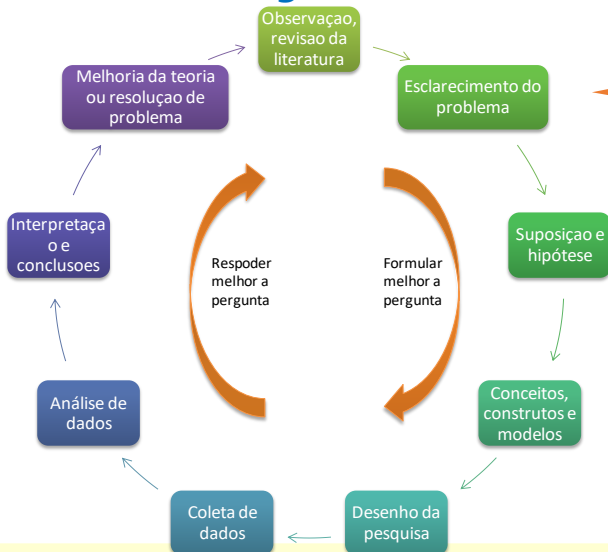 Observaçao,
revisao da
literatura
Esclarecimento do
problema
Suposiçao e
hipótese
Conceitos,
construtos e
modelos
Desenho da
pesquisa
Coleta de
dados
Análise de
dados
Interpretaça
o e
conclusoes
Melhoria da teoria
ou resoluçao de
problema
Respoder
melhor a
pergunta
Formular
melhor a
pergunta